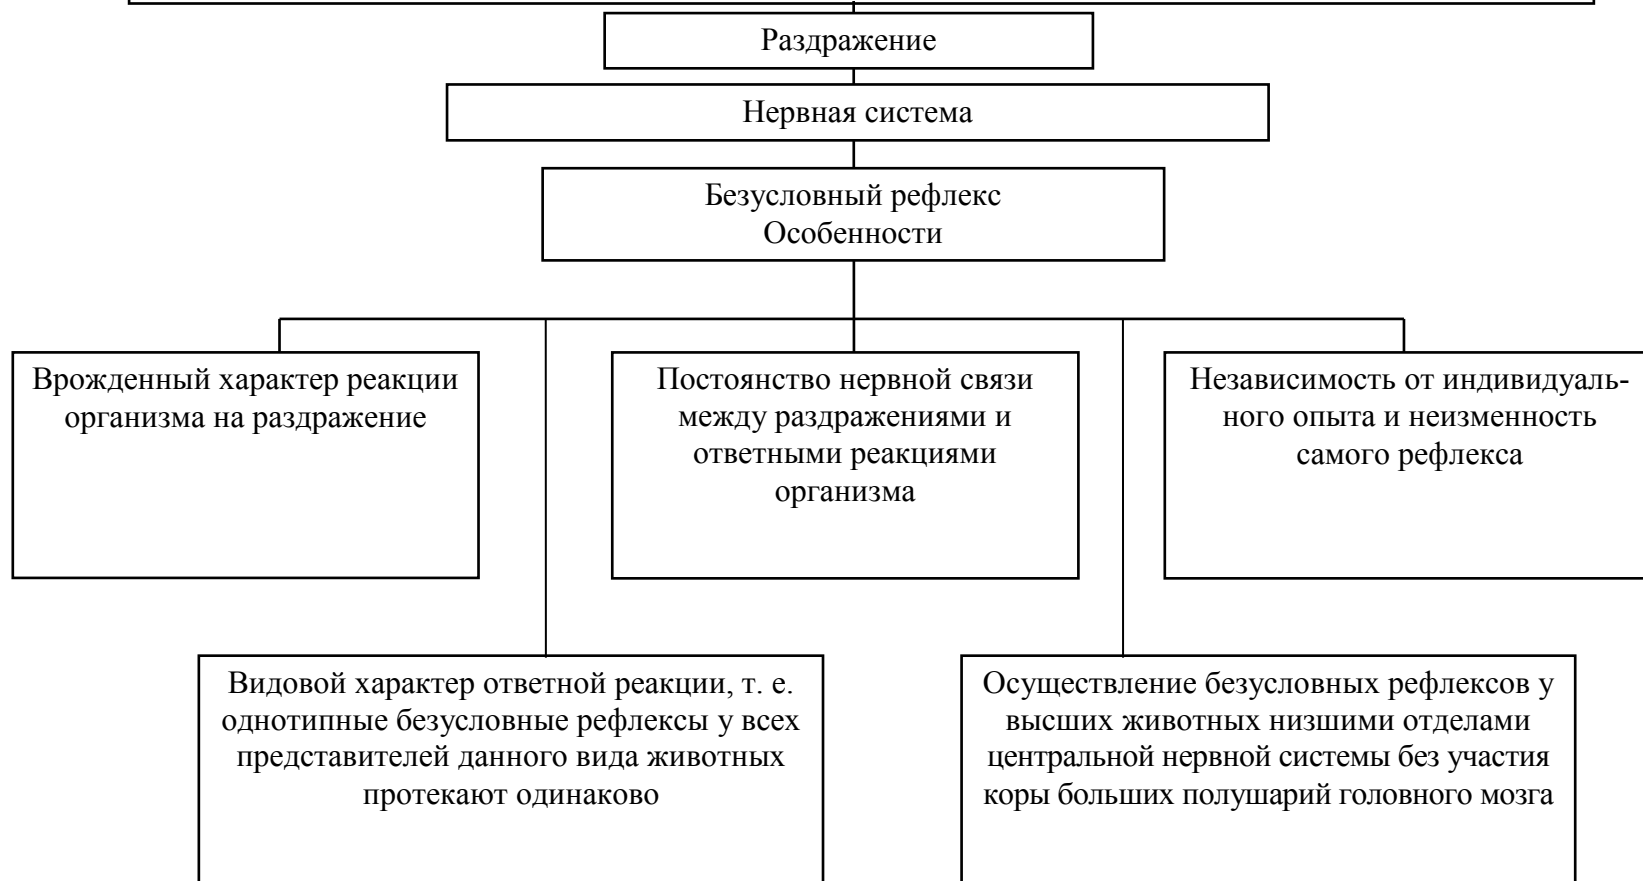 Раздражение
Нервная система
Безусловный рефлекс
Особенности
Врожденный характер реакции
организма на раздражение
Постоянство нервной связи
между раздражениями и
ответными реакциями
организма
Независимость от индивидуаль-
ного опыта и неизменность
самого рефлекса
Видовой характер ответной реакции, т. е.
однотипные безусловные рефлексы у всех
представителей данного вида животных
протекают одинаково
Осуществление безусловных рефлексов у
высших животных низшими отделами
центральной нервной системы без участия
коры больших полушарий головного мозга